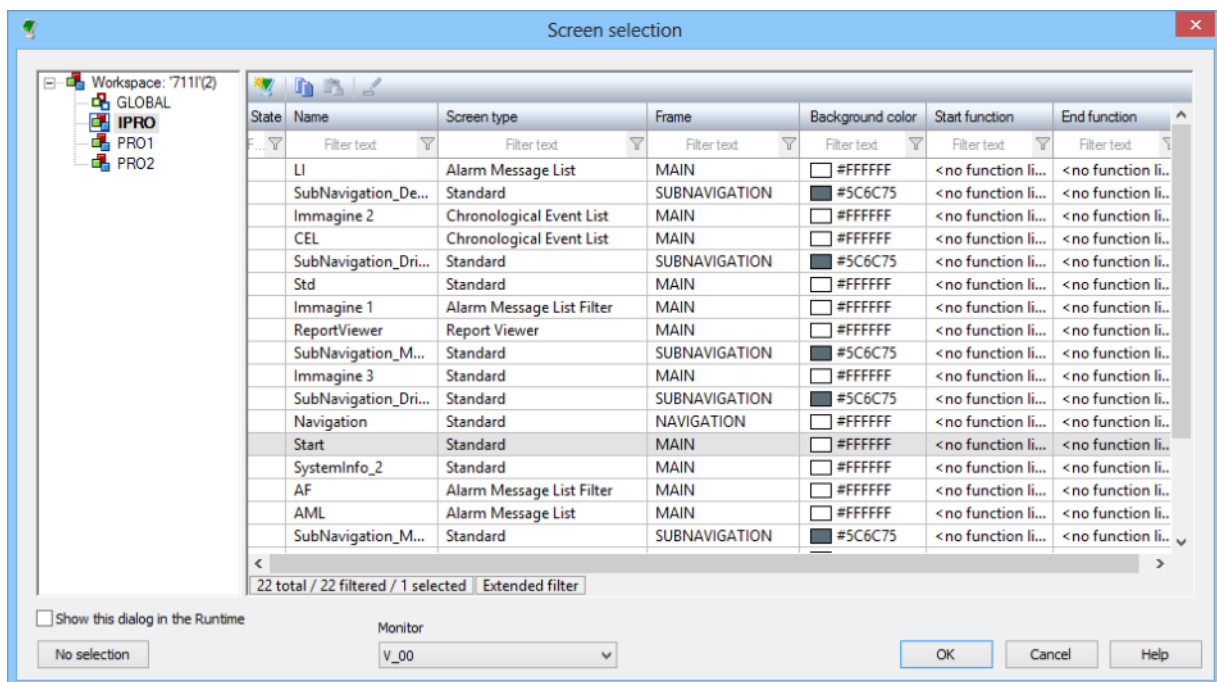 Screen selection
Workspace: '711I'(2)
GLOBAL
IPRO
PRO1
PRO2
State Name Screen type Frame Background color Start function End function
F... Filter text Filter text Filter text Filter text Filter text Filter text
LI Alarm Message List MAIN #FFFFFF <no function li... <no function li..
SubNavigation_De... Standard SUBNAVIGATION #5C6C75 <no function li... <no function li..
Immagine 2 Chronological Event List MAIN #FFFFFF <no function li... <no function li..
CEL Chronological Event List MAIN #FFFFFF <no function li... <no function li..
SubNavigation_Dri... Standard SUBNAVIGATION #5C6C75 <no function li... <no function li..
Std Standard MAIN #FFFFFF <no function li... <no function li..
Immagine 1 Alarm Message List Filter MAIN #FFFFFF <no function li... <no function li..
ReportViewer Report Viewer MAIN #FFFFFF <no function li... <no function li..
SubNavigation_M... Standard SUBNAVIGATION #5C6C75 <no function li... <no function li..
Immagine 3 Standard MAIN #FFFFFF <no function li... <no function li..
SubNavigation_Dri... Standard SUBNAVIGATION #5C6C75 <no function li... <no function li..
Navigation Standard NAVIGATION #FFFFFF <no function li... <no function li..
Start Standard MAIN #FFFFFF <no function li... <no function li..
SystemInfo_2 Standard MAIN #FFFFFF <no function li... <no function li..
AF Alarm Message List Filter MAIN #FFFFFF <no function li... <no function li..
AML Alarm Message List MAIN #FFFFFF <no function li... <no function li..
SubNavigation_M... Standard SUBNAVIGATION #5C6C75 <no function li... <no function li..
22 total / 22 filtered / 1 selected Extended filter
Show this dialog in the Runtime
Monitor
No selection V_00 OK Cancel Help